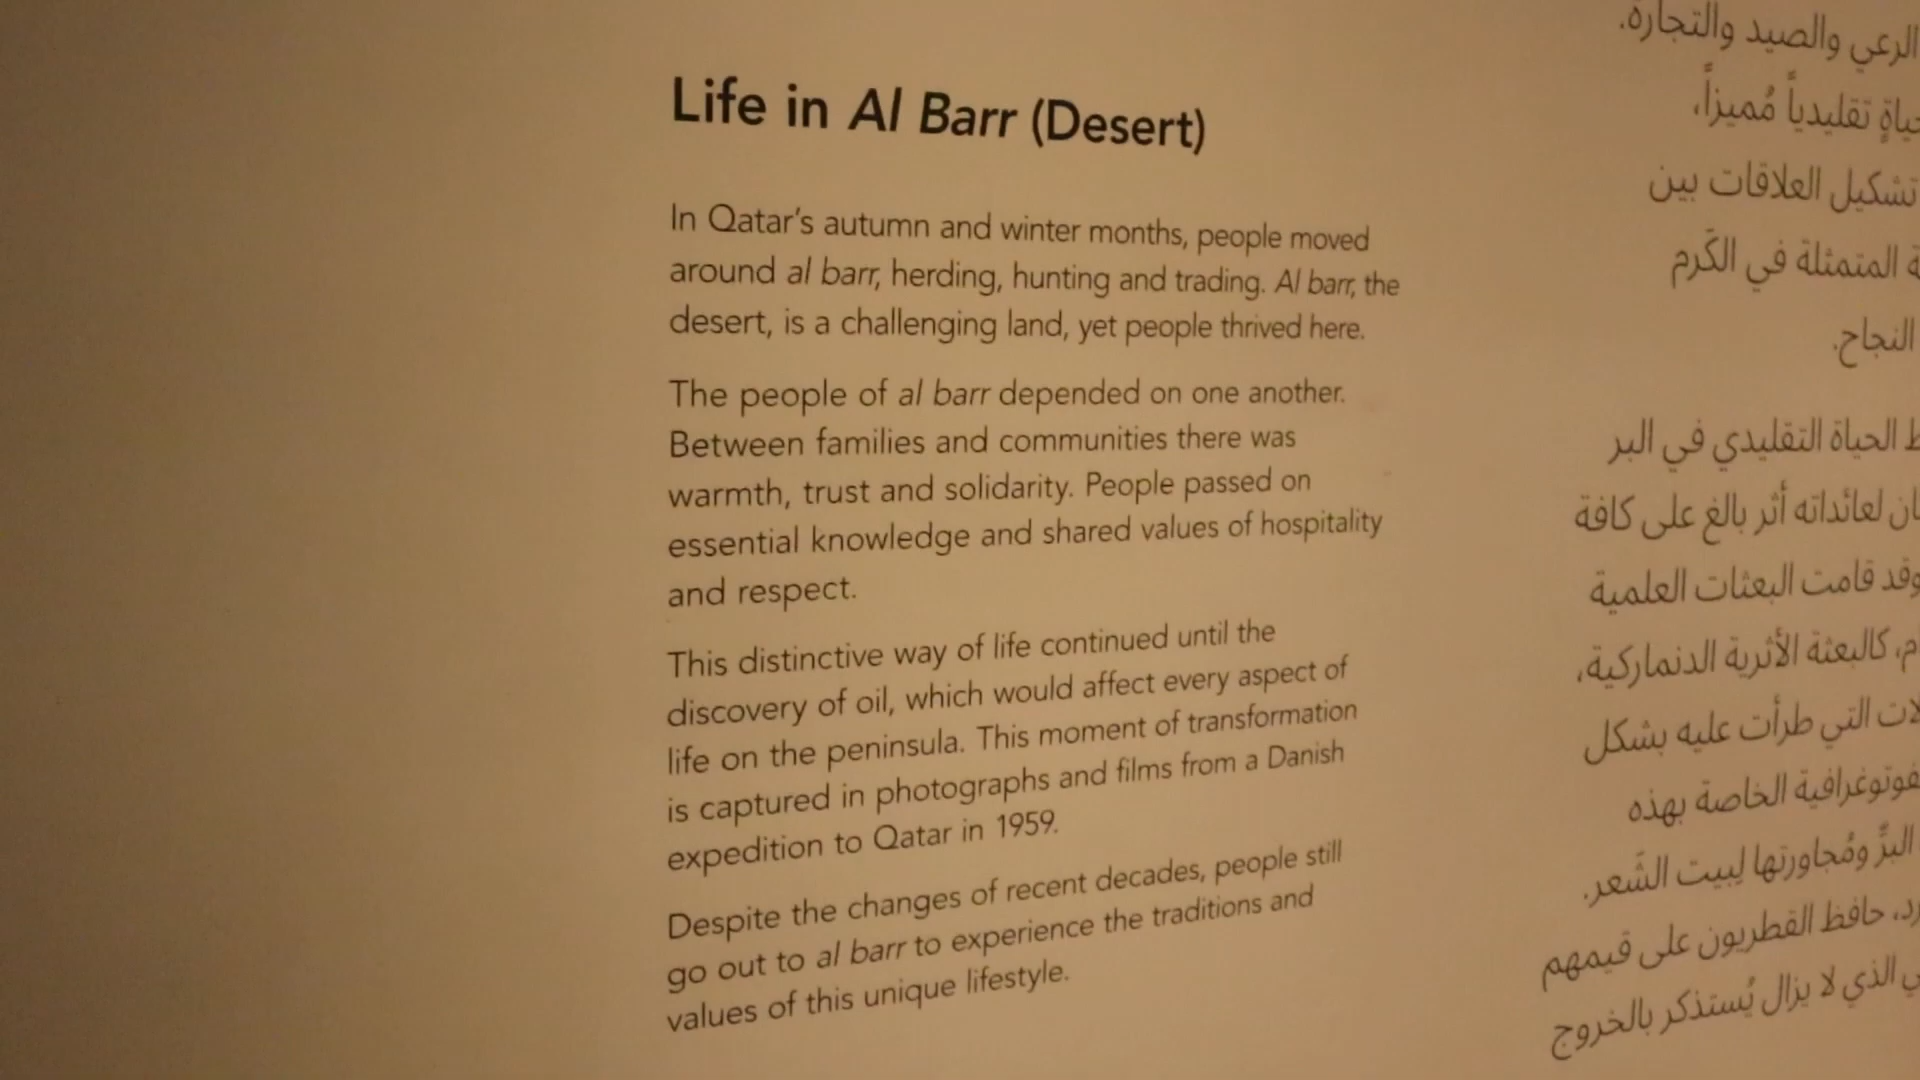 Life in Al Barr (Desert)
In Qatar's autumn and winter months, people moved
around al barr, herding, hunting and trading. Al barr, the
desert, is a challenging land, yet people thrived here.
The people of al barr depended on one another.
Between families and communities there was
warmth, trust and solidarity. People passed on
essential knowledge and shared values of hospitality
and respect.
This distinctive way of life continued until the
discovery of oil, which would affect every aspect of
life on the peninsula. This moment of transformation
is captured in photographs and films from a Danish
expedition to Qatar in 1959.
Despite the changes of recent decades, people still
go out to al barr to experience the traditions and
values of this unique lifestyle.
الرعي والصيد والتجارة.
تقليدياً مُميزاً،
تشكيل العلاقات بين
المتمثلة في الكَرم
النجاح.
الحياة التقليدي في البر
لعائداته أثر بالغ على كافة
وقد قامت البعثات العلمية
كالبعثة الأثرية الدنماركية،
التي طرأت عليه بشكل
الخاصة بهذه
البرِّ ومُجاورتها لِبيت الشَعر.
حافظ القطريون على قيمهم
الذي لا يزال يُستذكر بالخروج